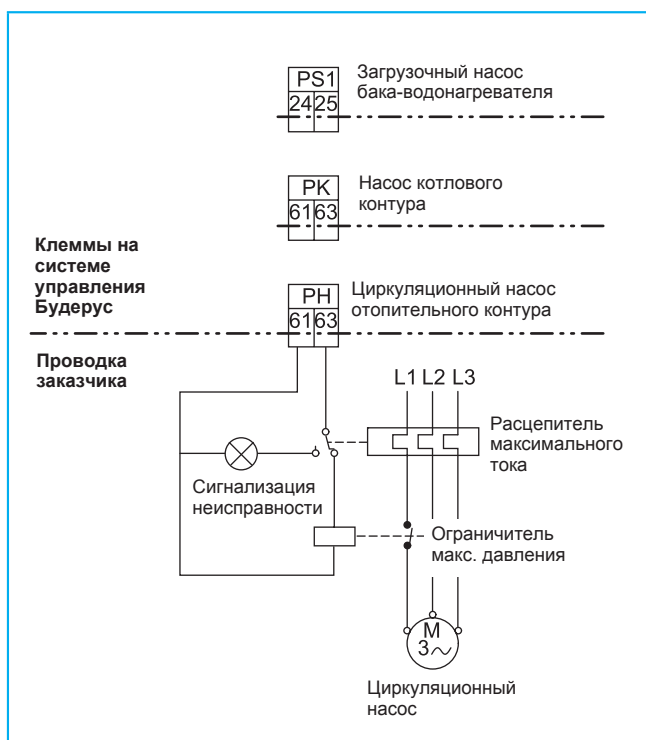 PS1
24 25
Загрузочный насос
бака-водонагревателя
PK
61 63
Насос котлового
контура
Клеммы на
системе
управления
Будерус
PH
61 63
Циркуляционный насос
отопительного контура
Проводка
заказчика
L1 L2 L3
Расцепитель
максимального
тока
Сигнализация
неисправности
Ограничитель
макс. давления
M
3~
Циркуляционный
насос